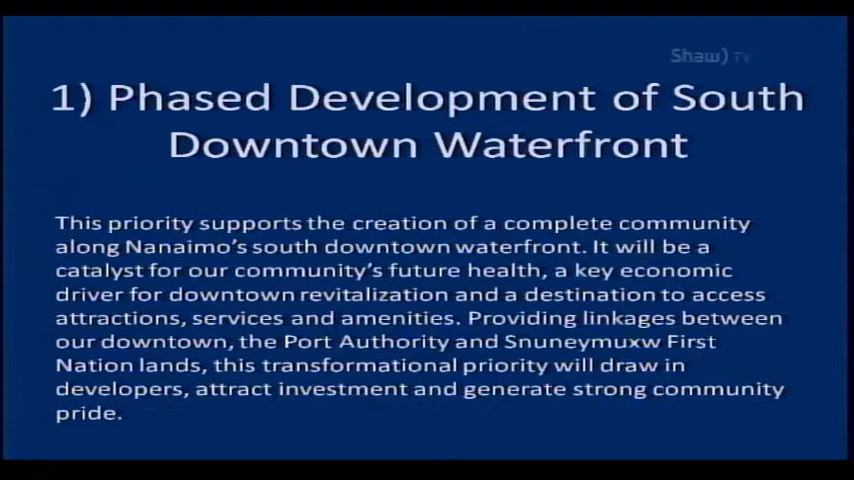 Shaw) TV
1) Phased Development of South
Downtown Waterfront
This priority supports the creation of a complete community
along Nanaimo's south downtown waterfront. It will be a
catalyst for our community's future health, a key economic
driver for downtown revitalization and a destination to access
attractions, services and amenities. Providing linkages between
our downtown, the Port Authority and Snuneymuxw First
Nation lands, this transformational priority will draw in
developers, attract investment and generate strong community
pride.